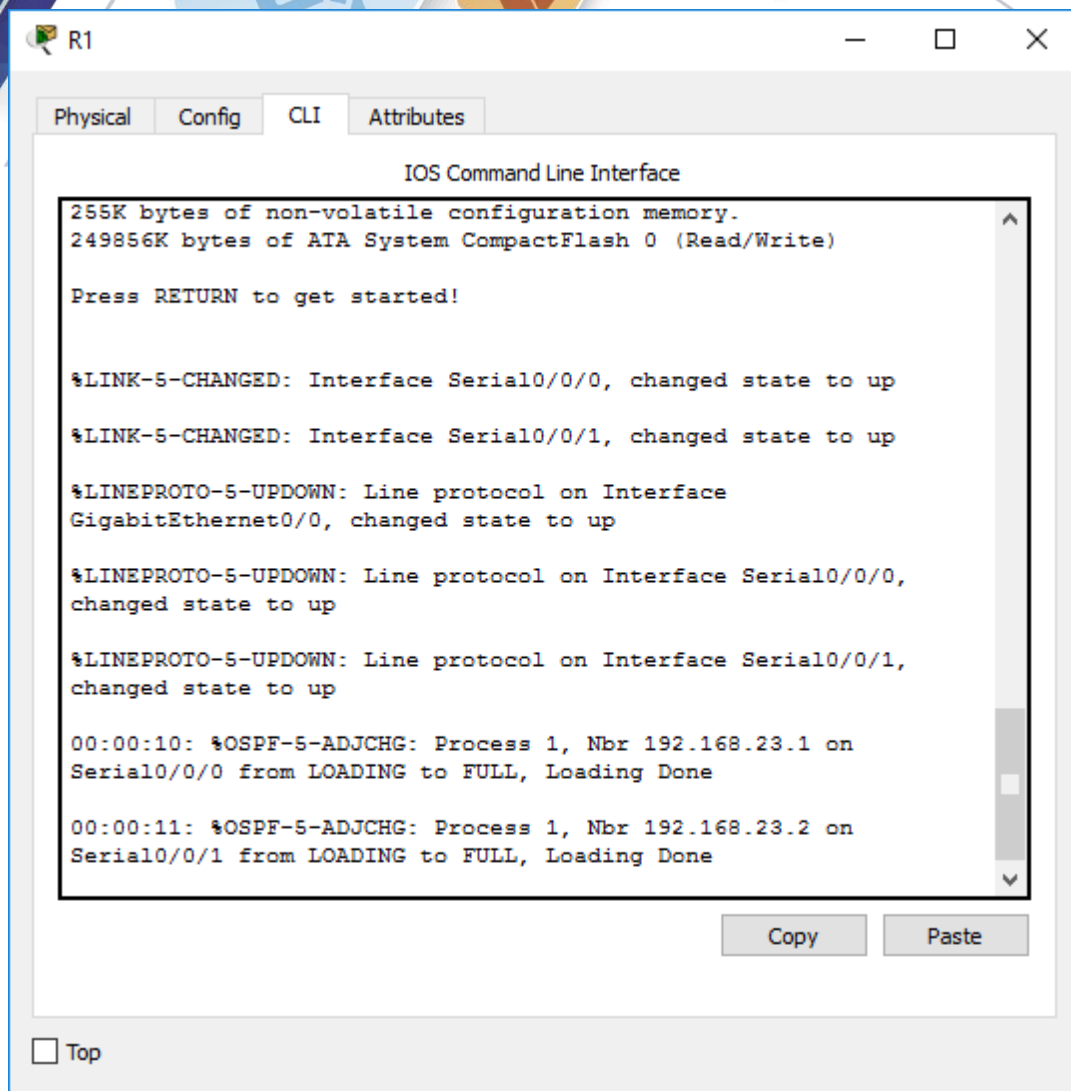 R1
Physical Config CLI Attributes
IOS Command Line Interface
255K bytes of non-volatile configuration memory.
249856K bytes of ATA System CompactFlash 0 (Read/Write)
Press RETURN to get started!
%LINK-5-CHANGED: Interface Serial0/0/0, changed state to up
%LINK-5-CHANGED: Interface Serial0/0/1, changed state to up
%LINEPROTO-5-UPDOWN: Line protocol on Interface
GigabitEthernet0/0, changed state to up
%LINEPROTO-5-UPDOWN: Line protocol on Interface Serial0/0/0,
changed state to up
%LINEPROTO-5-UPDOWN: Line protocol on Interface Serial0/0/1,
changed state to up
00:00:10: %OSPF-5-ADJCHG: Process 1, Nbr 192.168.23.1 on
Serial0/0/0 from LOADING to FULL, Loading Done
00:00:11: %OSPF-5-ADJCHG: Process 1, Nbr 192.168.23.2 on
Serial0/0/1 from LOADING to FULL, Loading Done
Copy Paste
Top